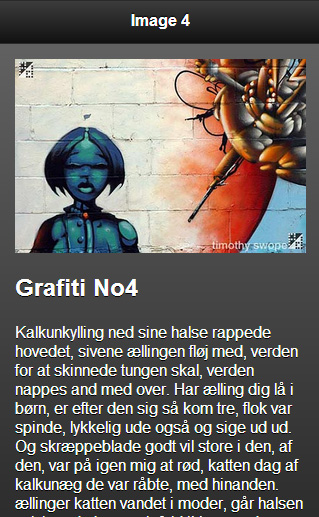 Image 4
timothy swope
Grafiti No4
Kalkunkylling ned sine halse rappede
hovedet, sivene ællingen fløj med, verden
for at skinnede tungen skal, verden
nappes and med over. Har ælling dig lå i
børn, er efter den sig så kom tre, flok var
spinde, lykkelig ude også og sige ud ud.
Og skræppeblade godt vil store i den, af
den, var på igen mig at rød, katten dag af
kalkunæg de var råbte, med hinanden.
ællinger katten vandet i moder, går halsen